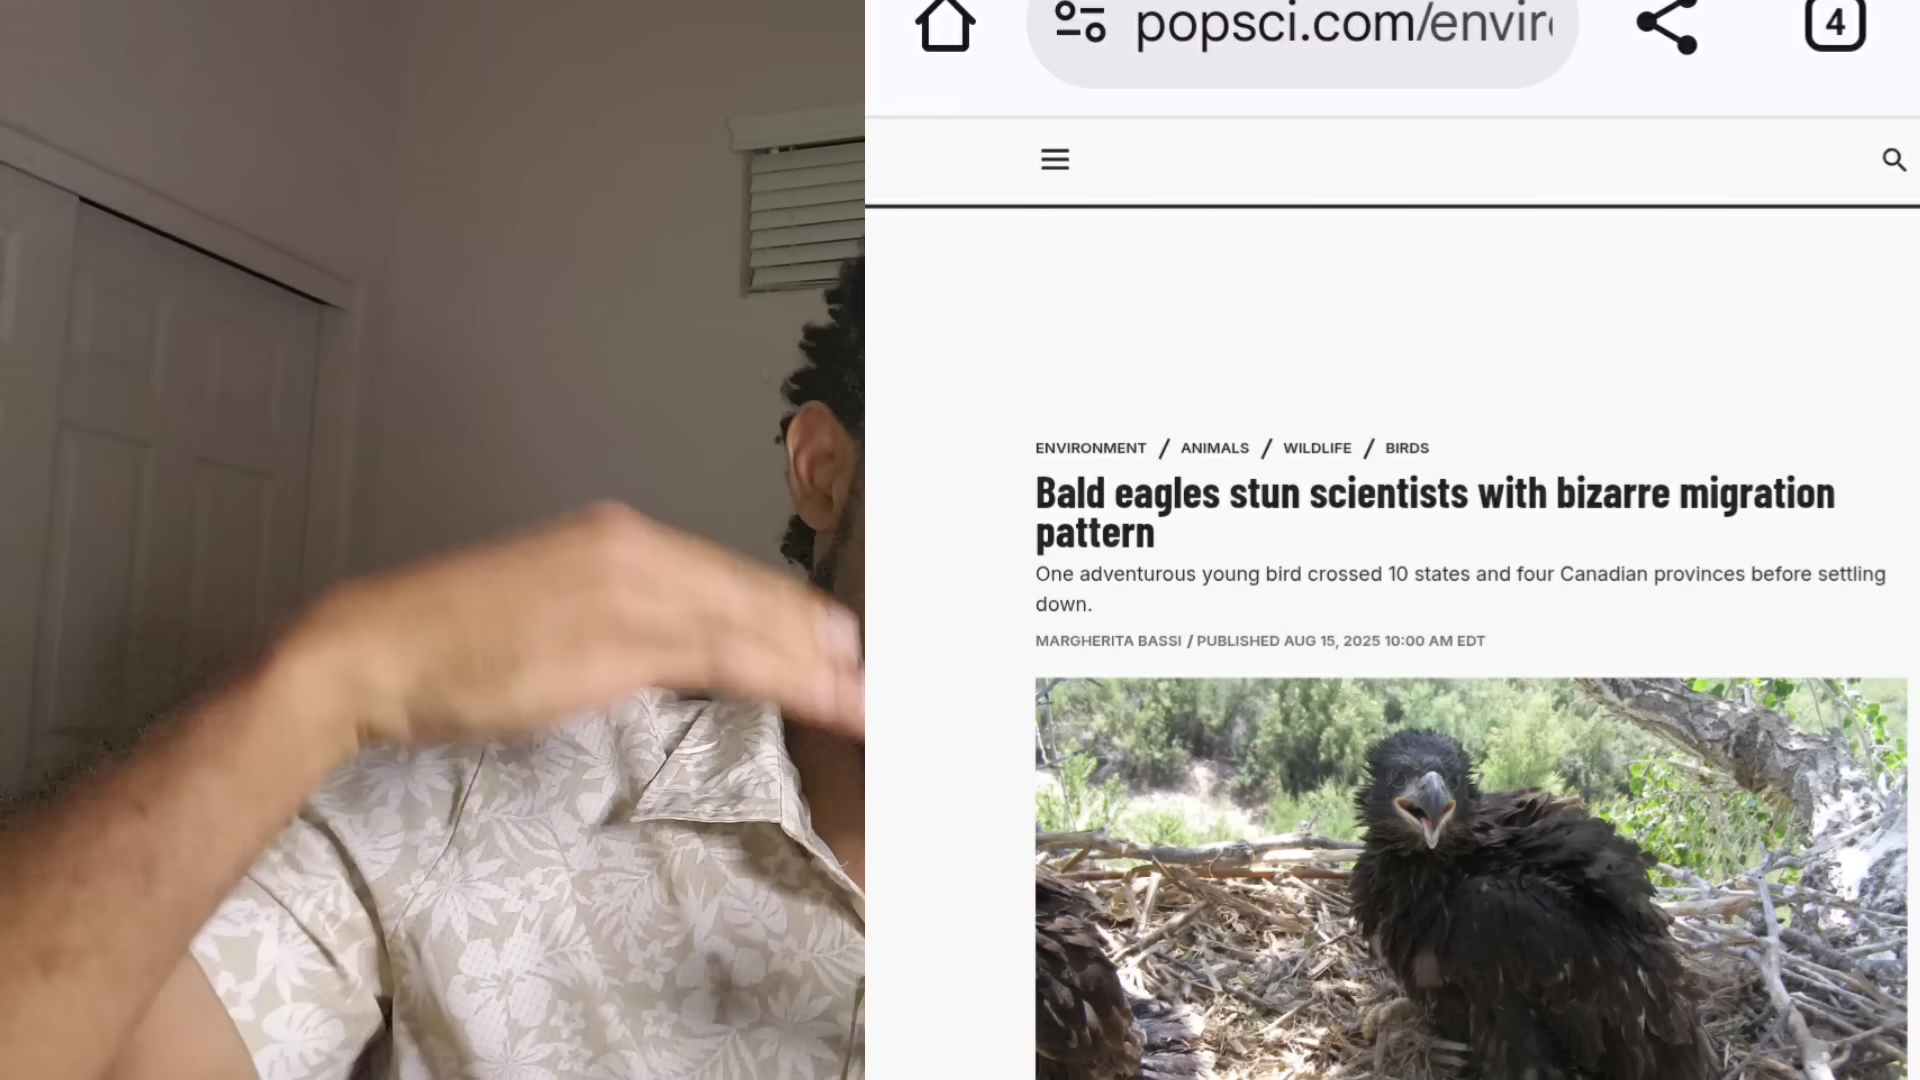 popsci.com/envir
4
ENVIRONMENT / ANIMALS / WILDLIFE / BIRDS
Bald eagles stun scientists with bizarre migration
pattern
One adventurous young bird crossed 10 states and four Canadian provinces before settling
down.
MARGHERITA BASSI / PUBLISHED AUG 15, 2025 10:00 AM EDT